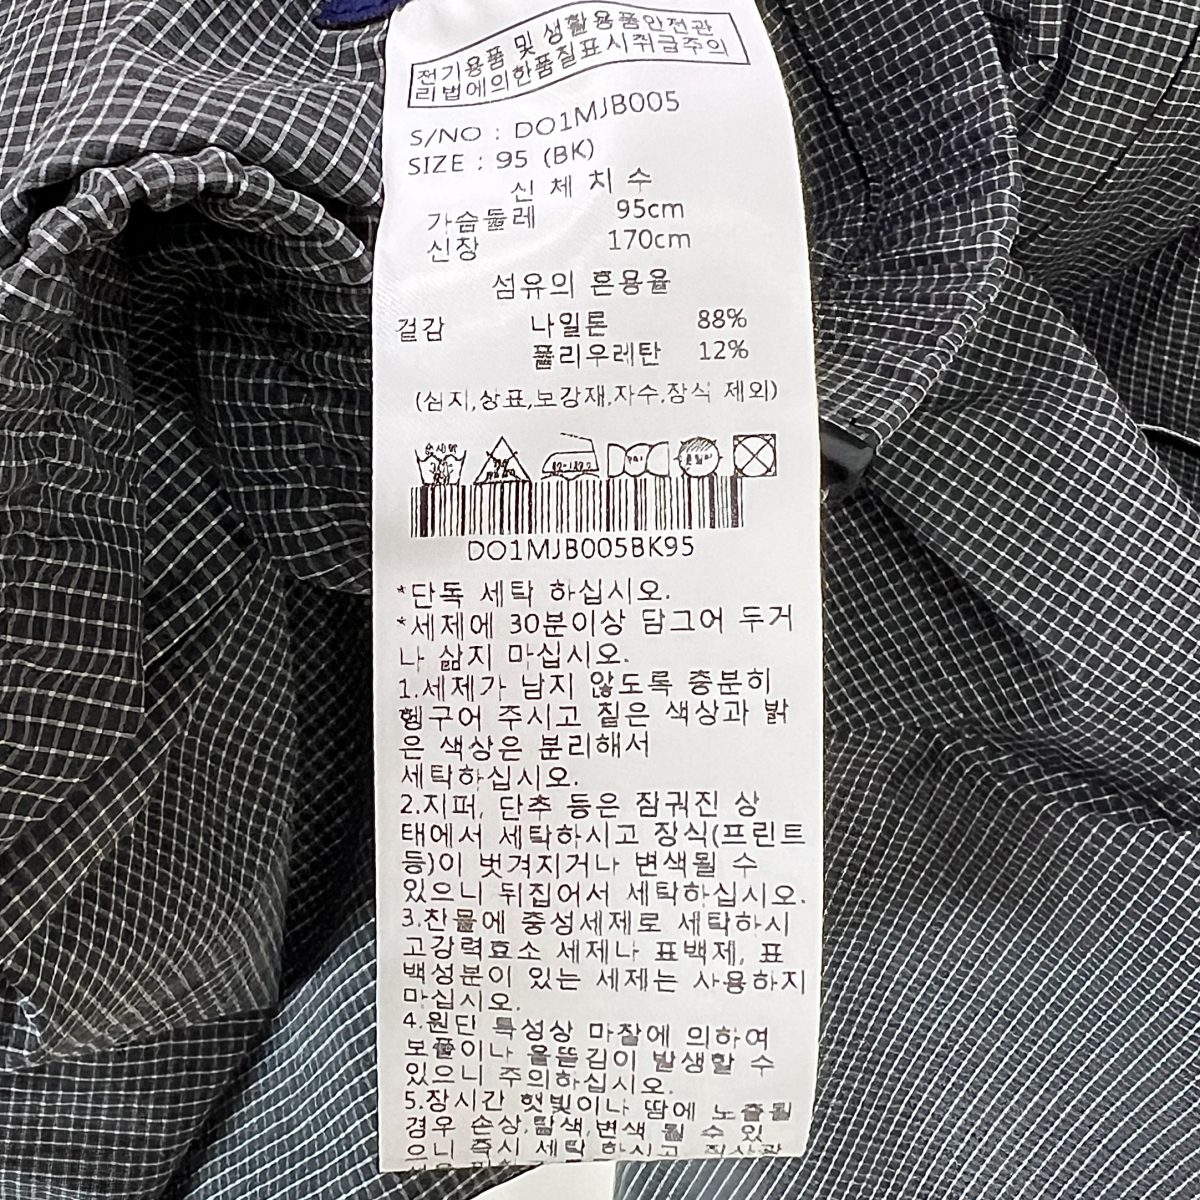 전기용품 및 생활용품안전관
리법에의한품질표시취급주의
S/NO : DO1MJB005
SIZE : 95 (BK)
신체치수
가슴둘레 95cm
신장 170cm
섬유의 혼용율
겉감 나일론 88%
폴리우레탄 12%
(심지,상표,보강재,자수,장식 제외)
DO1MJB005BK95
*단독 세탁 하십시오.
*세제에 30분이상 담그어 두거
나 삶지 마십시오.
1.세제가 남지 않도록 충분히
헹구어 주시고 짙은 색상과 밝
은 색상은 분리해서
세탁하십시오.
2.지퍼, 단추 등은 잠궈진 상
태에서 세탁하시고 장식(프린트
등)이 벗겨지거나 변색될 수
있으니 뒤집어서 세탁하십시오.
3.찬물에 중성세제로 세탁하시
고강력효소 세제나 표백제, 표
백성분이 있는 세제는 사용하지
마십시오.
4.원단 특성상 마찰에 의하여
보풀이나 올뜯김이 발생할 수
있으니 주의하십시오.
5.장시간 햇빛이나 땀에 노출될
경우 손상,탈색,변색 될 수 있
으니 즉시 세탁 하시고 직사광